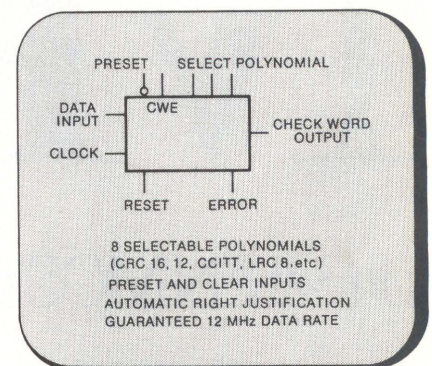 PRESET SELECT POLYNOMIAL
CWE
DATA
INPUT
CHECK WORD
OUTPUT
CLOCK
RESET ERROR
8 SELECTABLE POLYNOMIALS
(CRC 16, 12, CCITT, LRC 8, etc)
PRESET AND CLEAR INPUTS
AUTOMATIC RIGHT JUSTIFICATION
GUARANTEED 12 MHz DATA RATE